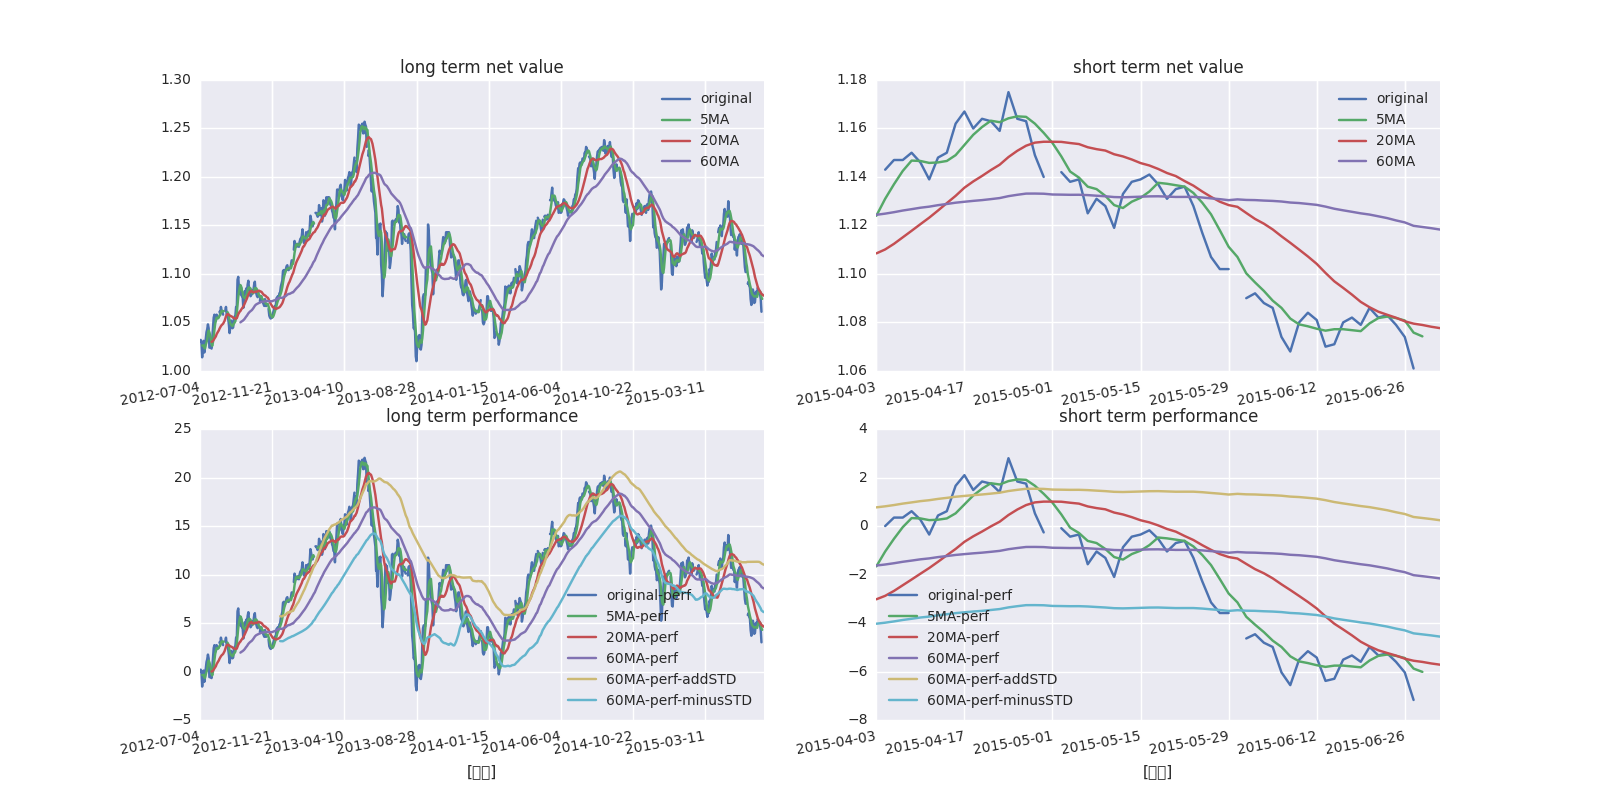 long term net value
1.30
1.25
1.20
1.15
1.10
1.05
1.00
original
5MA
20MA
60MA
2012-07-04 2012-11-21 2013-04-10 2013-08-28 2014-01-15 2014-06-04 2014-10-22 2015-03-11
short term net value
1.18
1.16
1.14
1.12
1.10
1.08
1.06
original
5MA
20MA
60MA
2015-04-03 2015-04-17 2015-05-01 2015-05-15 2015-05-29 2015-06-12 2015-06-26
long term performance
25
20
15
10
5
0
−5
original-perf
5MA-perf
20MA-perf
60MA-perf
60MA-perf-addSTD
60MA-perf-minusSTD
2012-07-04 2012-11-21 2013-04-10 2013-08-28 2014-01-15 2014-06-04 2014-10-22 2015-03-11
short term performance
4
2
0
−2
−4
−6
−8
original-perf
5MA-perf
20MA-perf
60MA-perf
60MA-perf-addSTD
60MA-perf-minusSTD
2015-04-03 2015-04-17 2015-05-01 2015-05-15 2015-05-29 2015-06-12 2015-06-26